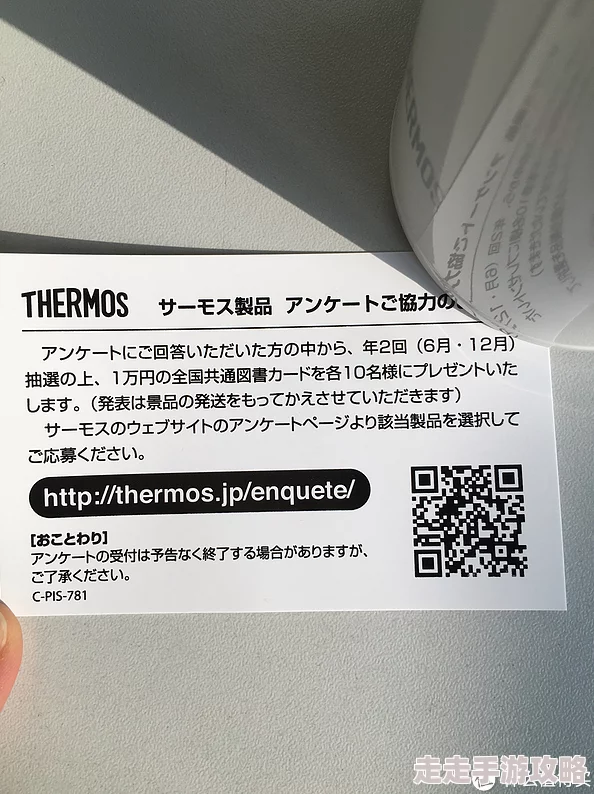 THERMOS サーモス製品 アンケートご協力の
アンケートにご回答いただいた方の中から、年2回（6月・12月）
抽選の上、1万円の全国共通図書カードを各10名様にプレゼントいた
します。（発表は景品の発送をもってかえさせていただきます）
サーモスのウェブサイトのアンケートページより該当製品を選択して
ご応募ください。
http://thermos.jp/enquete/
【おことわり】
アンケートの受付は予告なく終了する場合がありますが、
ご了承ください。
C-PIS-781
走走手游攻略